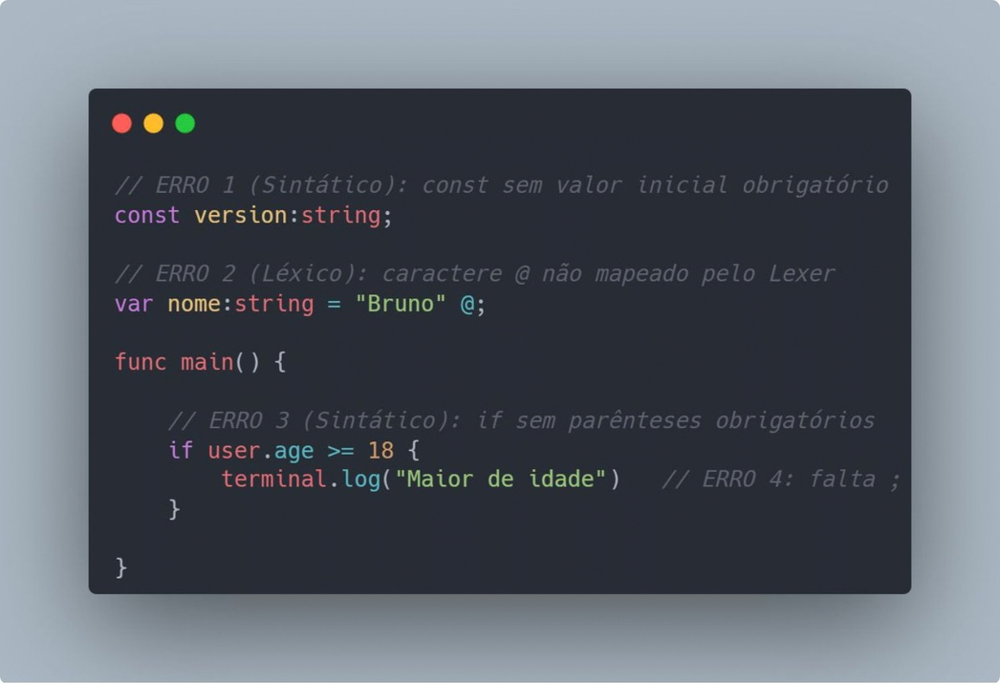 // ERRO 1 (Sintático): const sem valor inicial obrigatório
const version:string;
// ERRO 2 (Léxico): caractere @ não mapeado pelo Lexer
var nome:string = "Bruno" @;
func main() {
// ERRO 3 (Sintático): if sem parênteses obrigatórios
if user.age >= 18 {
terminal.log("Maior de idade")   // ERRO 4: falta ;
}
}